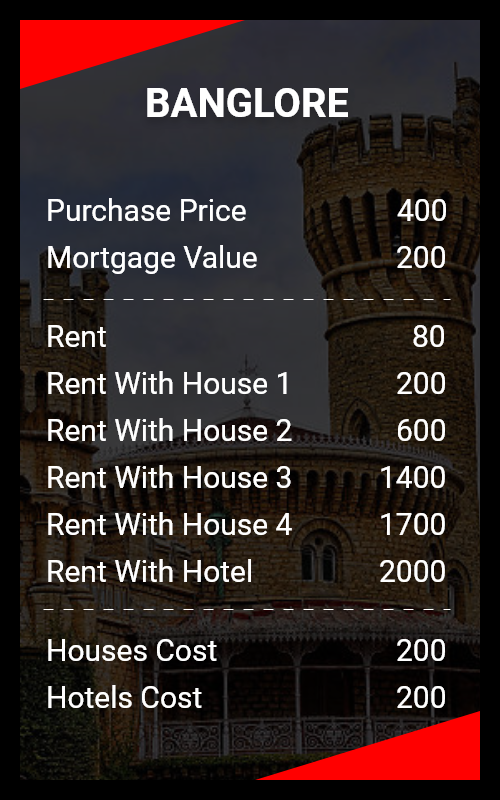 BANGLORE
Purchase Price 400
Mortgage Value 200
Rent 80
Rent With House 1 200
Rent With House 2 600
Rent With House 3 1400
Rent With House 4 1700
Rent With Hotel 2000
Houses Cost 200
Hotels Cost 200